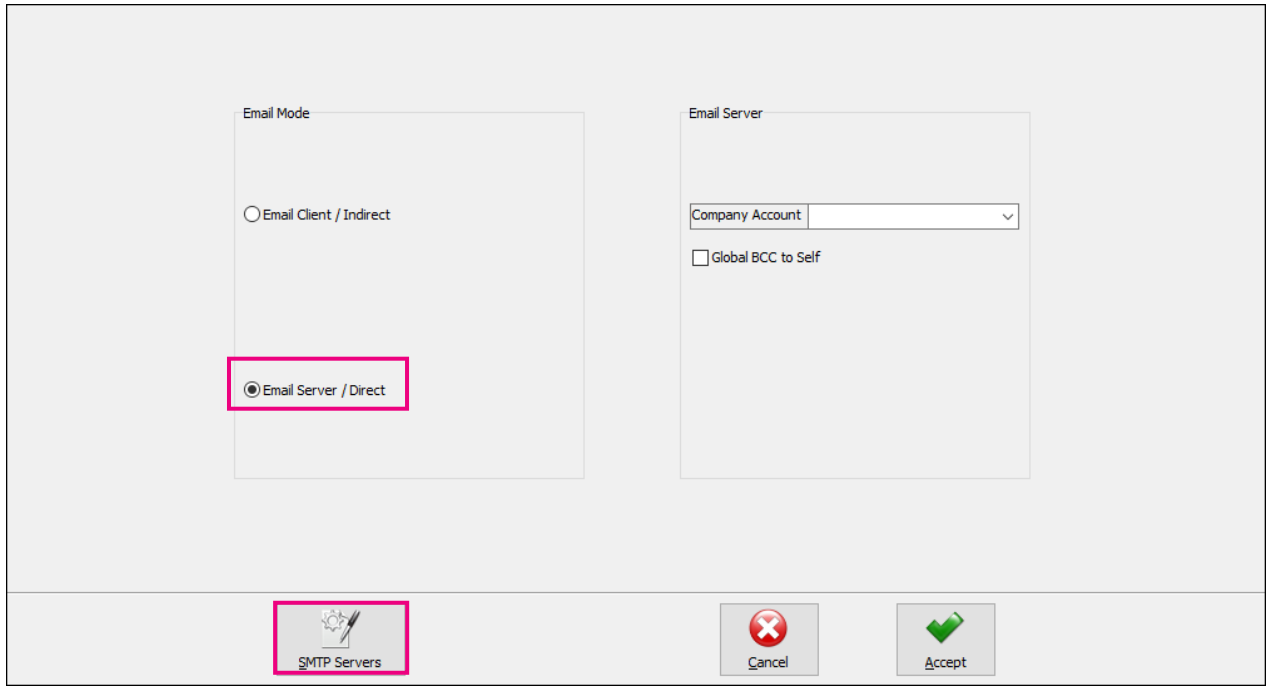 Email Mode
Email Server
Email Client / Indirect
Company Account
Global BCC to Self
Email Server / Direct
SMTP Servers
Cancel
Accept